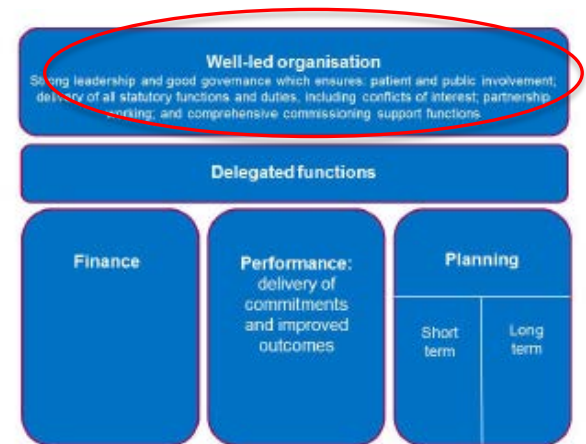 Well-led organisation
Strong leadership and good governance which ensures: patient and public involvement;
delivery of all statutory functions and duties, including conflicts of interest; partnership
working; and comprehensive commissioning support functions
Delegated functions
Finance
Performance:
delivery of
commitments
and improved
outcomes
Planning
Short
term
Long
term